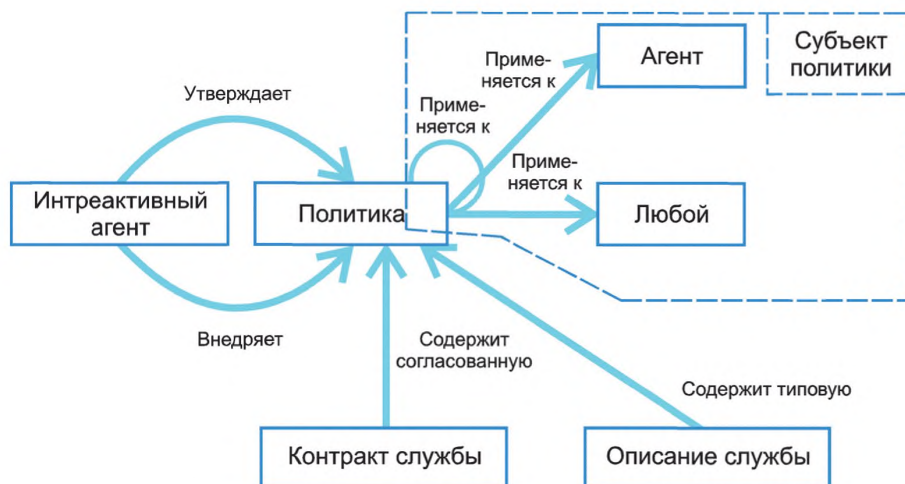 Приме-
няется к
Агент
Субъект
политики
Утверждает
Приме-
няется к
Приме-
няется к
Интреактивный
агент
Политика
Любой
Внедряет
Содержит
согласованную
Содержит типовую
Контракт службы
Описание службы